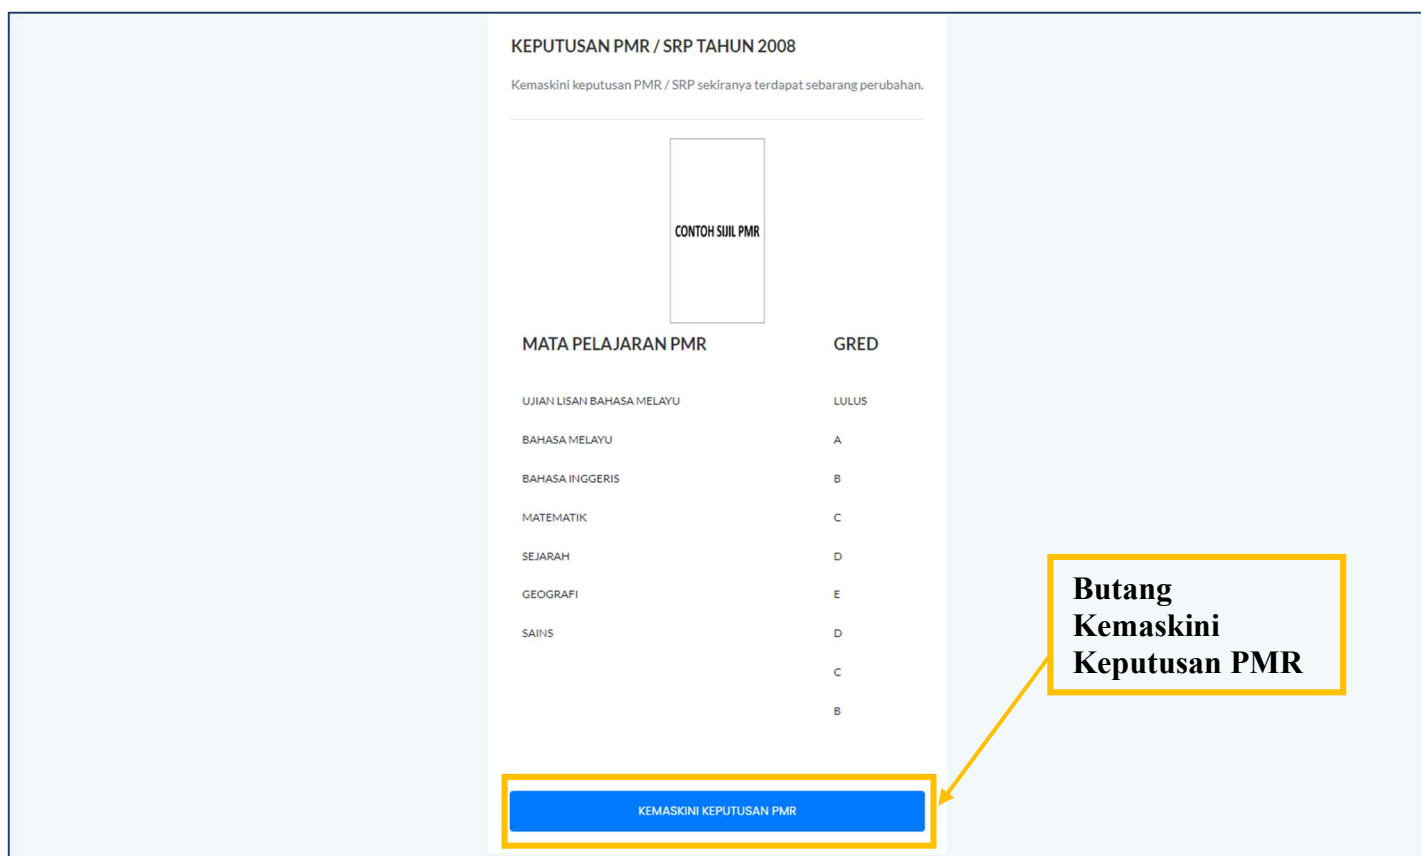 KEPUTUSAN PMR / SRP TAHUN 2008
Kemaskini keputusan PMR / SRP sekiranya terdapat sebarang perubahan.
CONTOH SIJIL PMR
MATA PELAJARAN PMR GRED
UJIAN LISAN BAHASA MELAYU LULUS
BAHASA MELAYU A
BAHASA INGGERIS B
MATEMATIK C
SEJARAH D
GEOGRAFI E
SAINS D
C
B
KEMASKINI KEPUTUSAN PMR
Butang
Kemaskini
Keputusan PMR